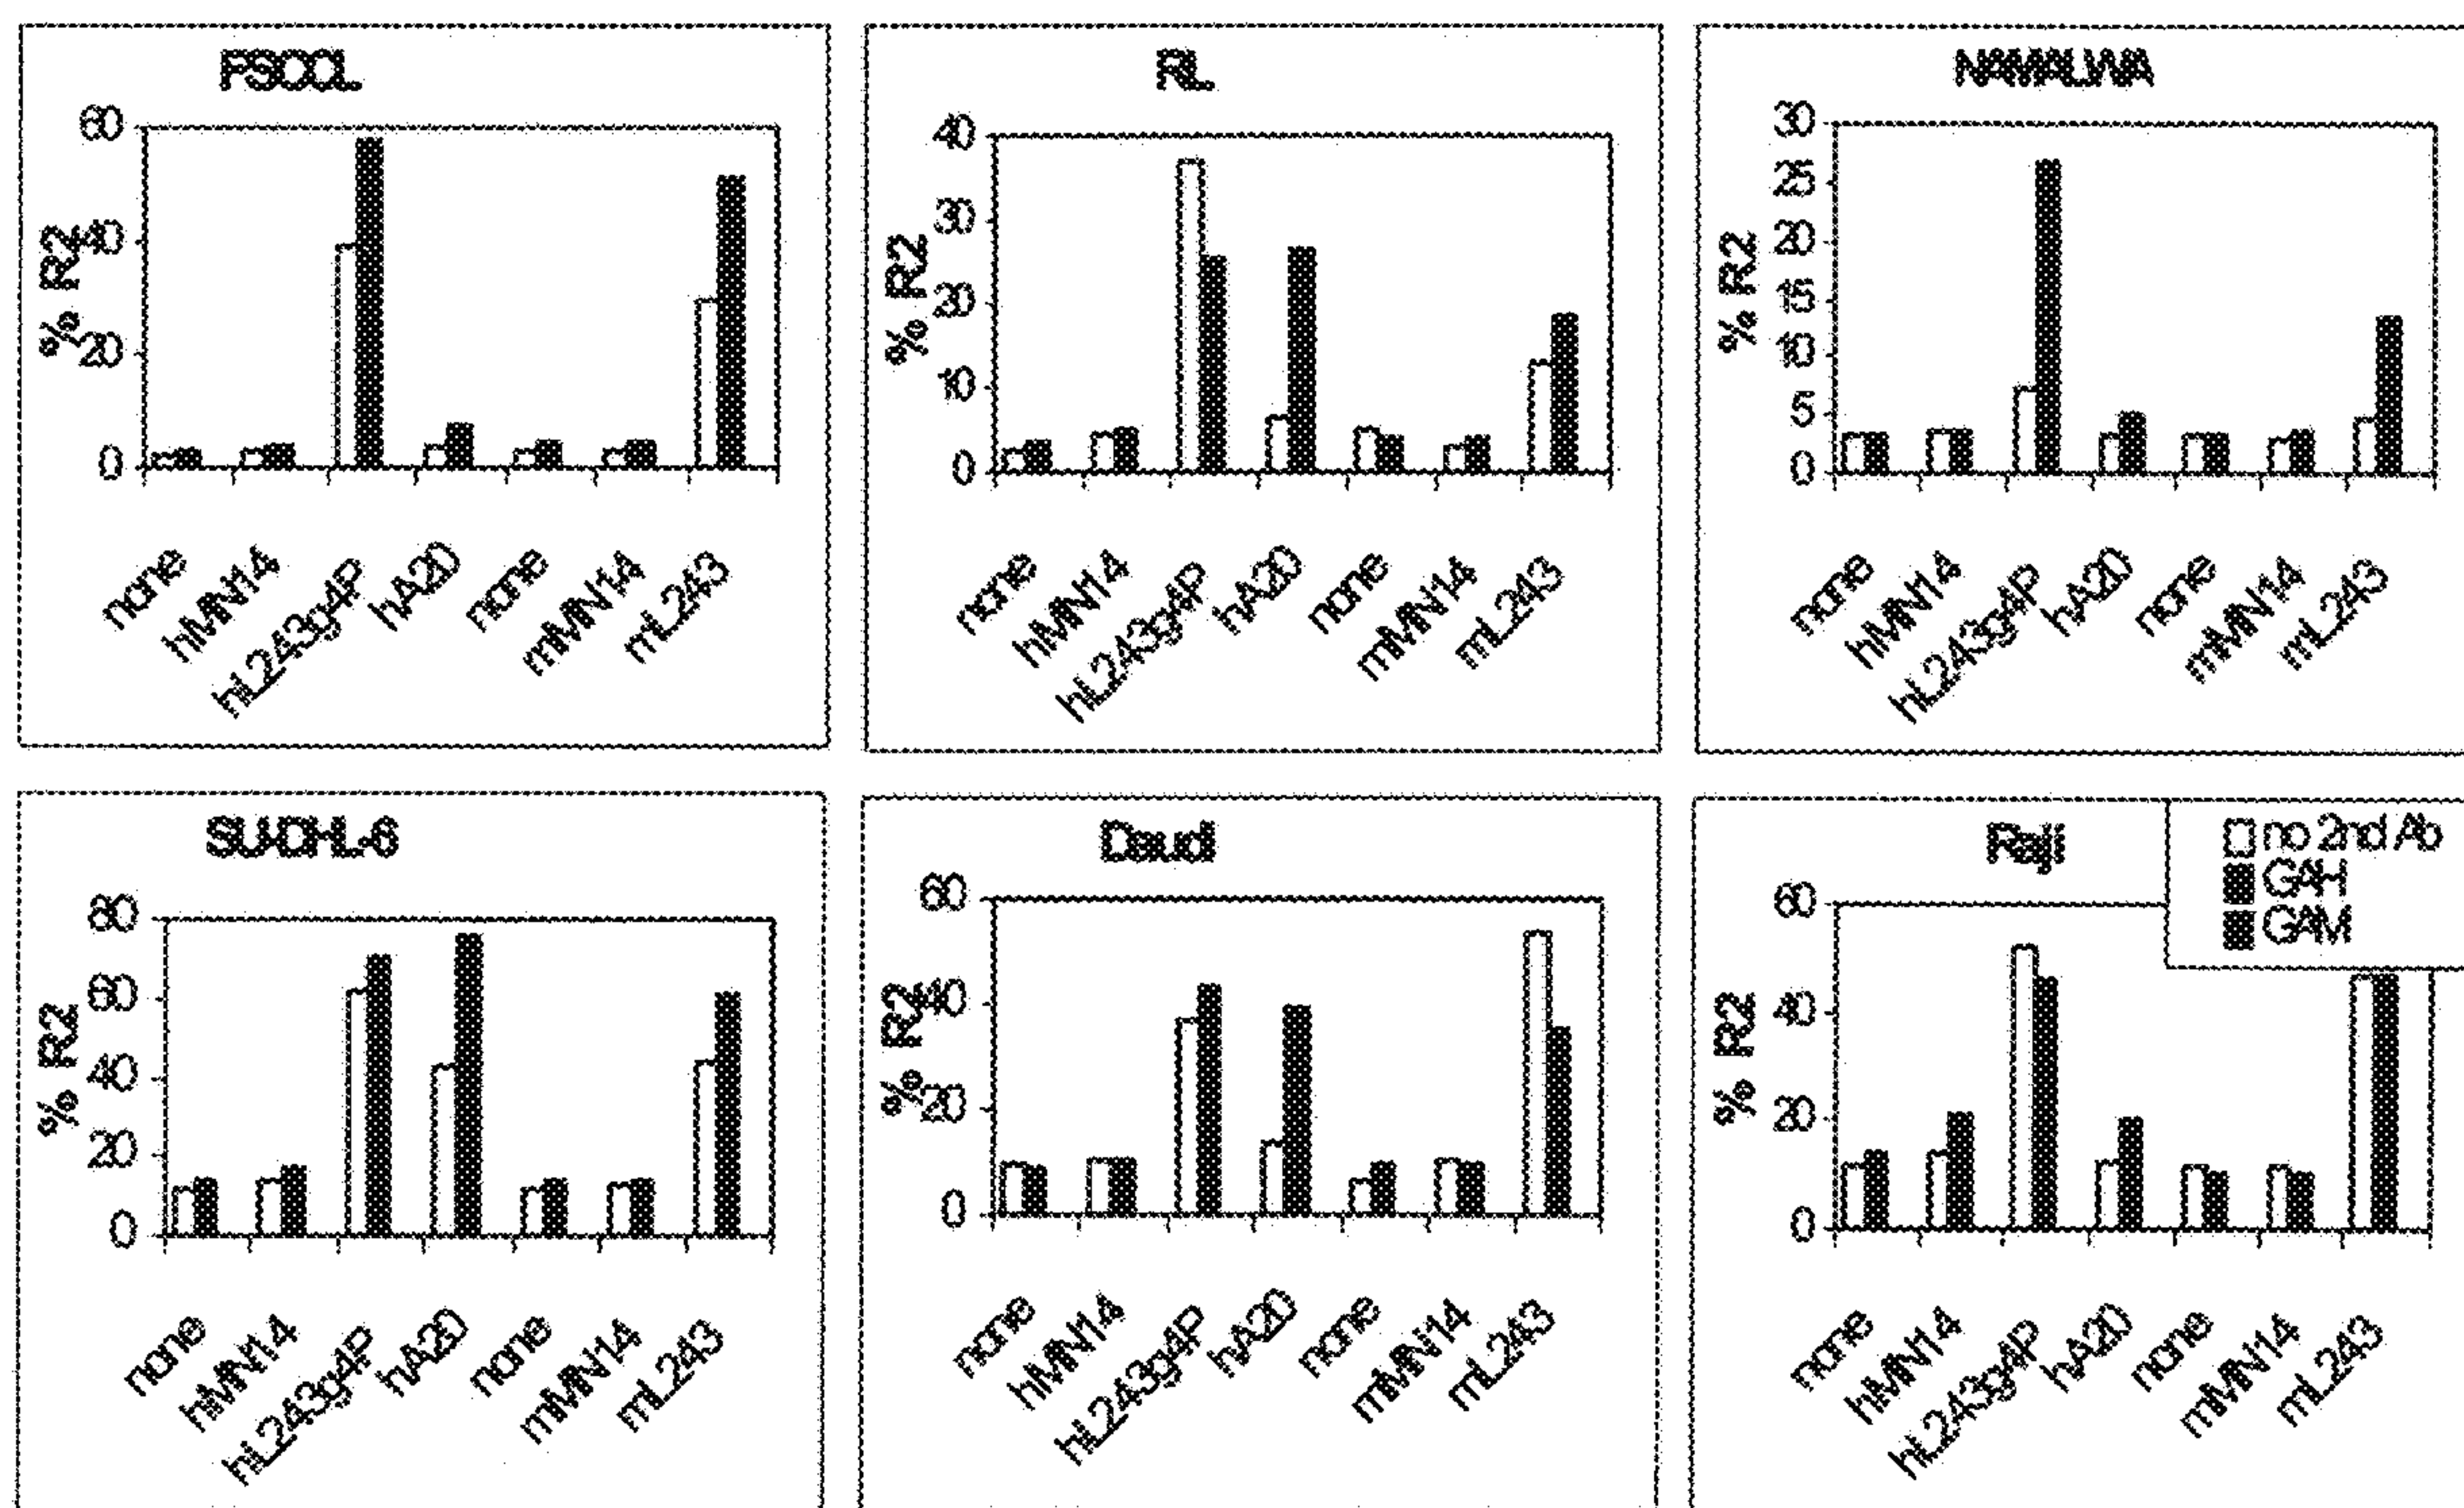 FSCCL
% R2
60
40
20
0
none
hMN14
hL243g4P
hA20
none
mMN14
mL243
RL
% R2
40
30
20
10
0
none
hMN14
hL243g4P
hA20
none
mMN14
mL243
NAMALWA
% R2
30
25
20
15
10
5
0
none
hMN14
hL243g4P
hA20
none
mMN14
mL243
SU-DHL-6
% R2
80
60
40
20
0
none
hMN14
hL243g4P
hA20
none
mMN14
mL243
Daudi
% R2
60
40
20
0
none
hMN14
hL243g4P
hA20
none
mMN14
mL243
Raji
no 2nd Ab
GAH
GAM
% R2
60
40
20
0
none
hMN14
hL243g4P
hA20
none
mMN14
mL243